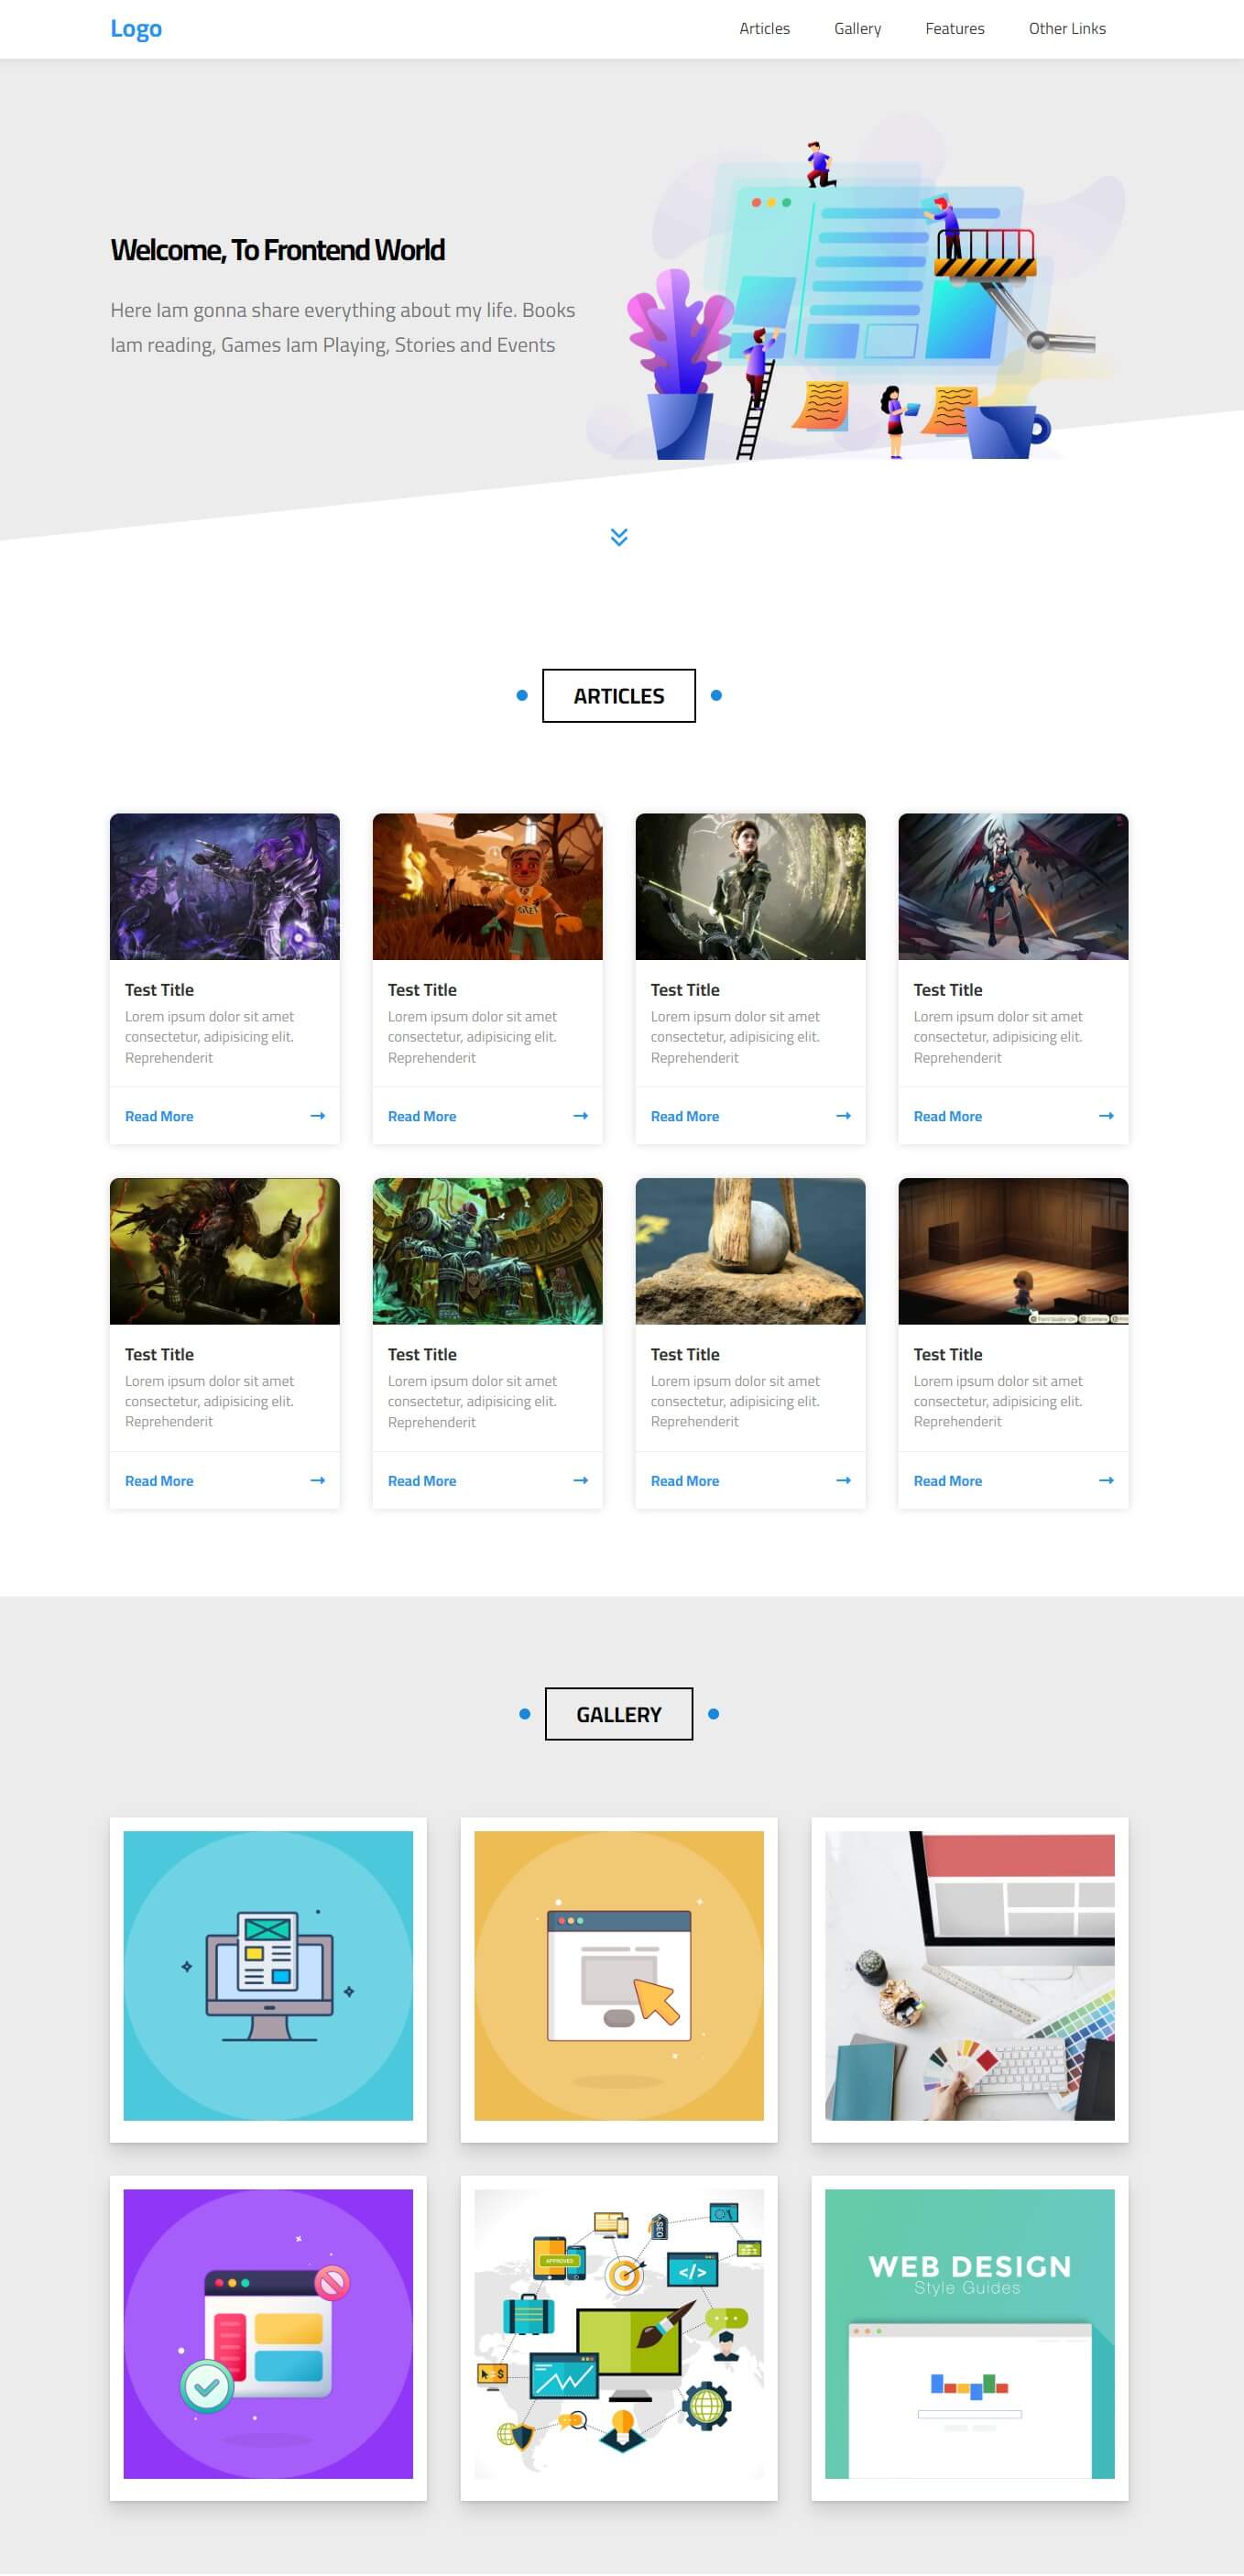 Logo
Articles
Gallery
Features
Other Links
Welcome, To Frontend World
Here Iam gonna share everything about my life. Books
Iam reading, Games Iam Playing, Stories and Events
ARTICLES
Test Title
Lorem ipsum dolor sit amet
consectetur, adipisicing elit.
Reprehenderit
Read More
Test Title
Lorem ipsum dolor sit amet
consectetur, adipisicing elit.
Reprehenderit
Read More
Test Title
Lorem ipsum dolor sit amet
consectetur, adipisicing elit.
Reprehenderit
Read More
Test Title
Lorem ipsum dolor sit amet
consectetur, adipisicing elit.
Reprehenderit
Read More
Test Title
Lorem ipsum dolor sit amet
consectetur, adipisicing elit.
Reprehenderit
Read More
Test Title
Lorem ipsum dolor sit amet
consectetur, adipisicing elit.
Reprehenderit
Read More
Test Title
Lorem ipsum dolor sit amet
consectetur, adipisicing elit.
Reprehenderit
Read More
Test Title
Lorem ipsum dolor sit amet
consectetur, adipisicing elit.
Reprehenderit
Read More
GALLERY
SEO
APPROVED
</>
$
WEB DESIGN
Style Guides